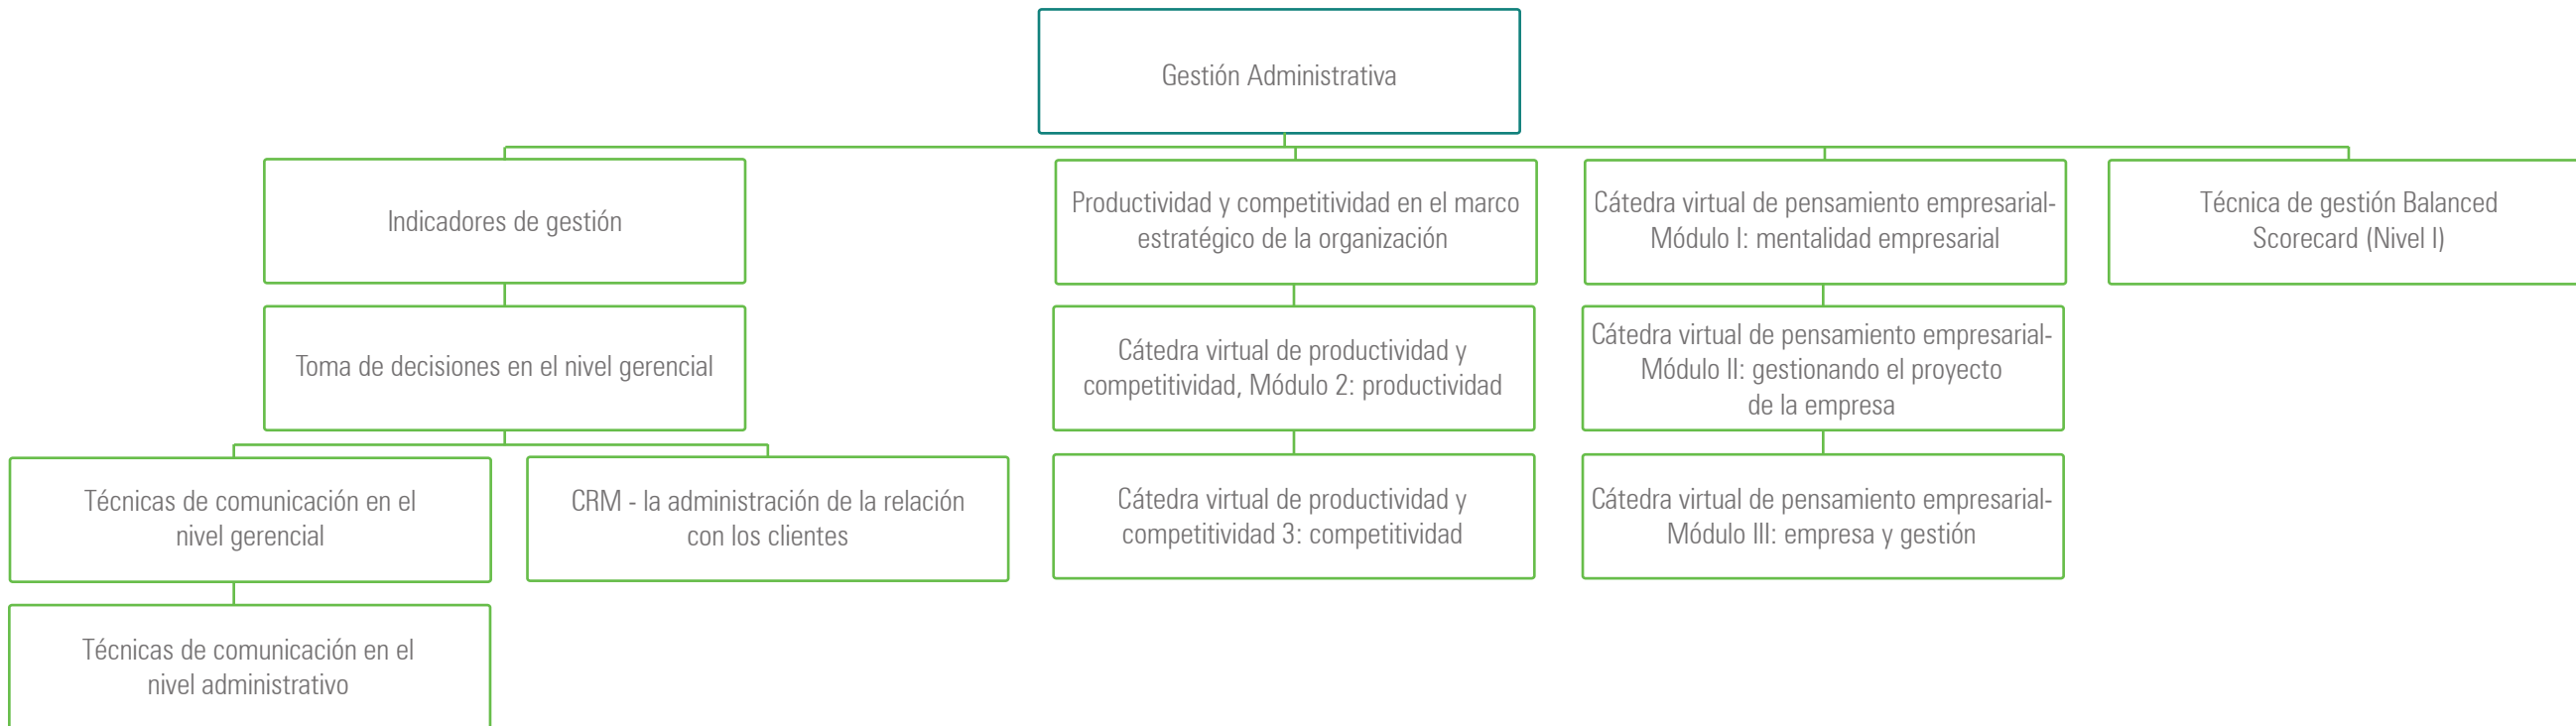 Gestión Administrativa
Indicadores de gestión
Productividad y competitividad en el marco
estratégico de la organización
Cátedra virtual de pensamiento empresarial-
Módulo I: mentalidad empresarial
Técnica de gestión Balanced
Scorecard (Nivel I)
Toma de decisiones en el nivel gerencial
Cátedra virtual de productividad y
competitividad, Módulo 2: productividad
Cátedra virtual de pensamiento empresarial-
Módulo II: gestionando el proyecto
de la empresa
Técnicas de comunicación en el
nivel gerencial
CRM - la administración de la relación
con los clientes
Cátedra virtual de productividad y
competitividad 3: competitividad
Cátedra virtual de pensamiento empresarial-
Módulo III: empresa y gestión
Técnicas de comunicación en el
nivel administrativo